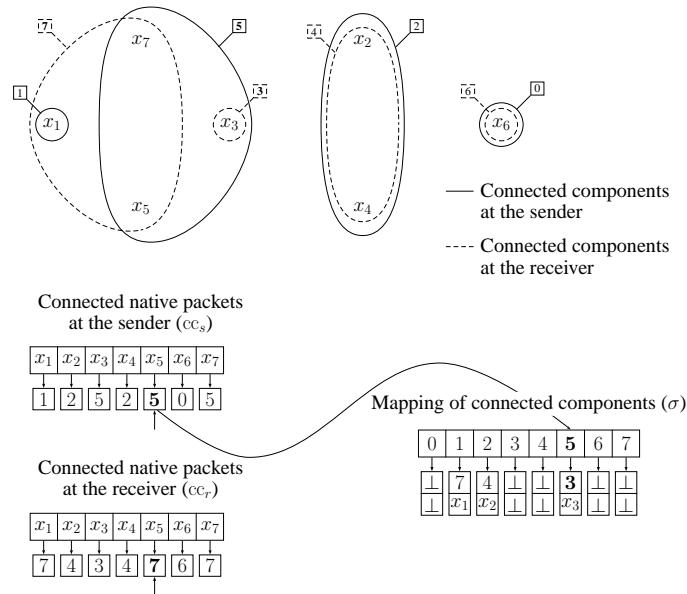 7 5 4 2
x7 x2
6 0
1 3
x1 x3 x6
x5 x4
Connected components
at the sender
Connected components
at the receiver
Connected native packets
at the sender (ccs)
x1 x2 x3 x4 x5 x6 x7
1 2 5 2 5 0 5
Mapping of connected components (σ)
0 1 2 3 4 5 6 7
⊥ 7 4 ⊥ ⊥ 3 ⊥ ⊥
⊥ x1 x2 ⊥ ⊥ x3 ⊥ ⊥
Connected native packets
at the receiver (ccr)
x1 x2 x3 x4 x5 x6 x7
7 4 3 4 7 6 7